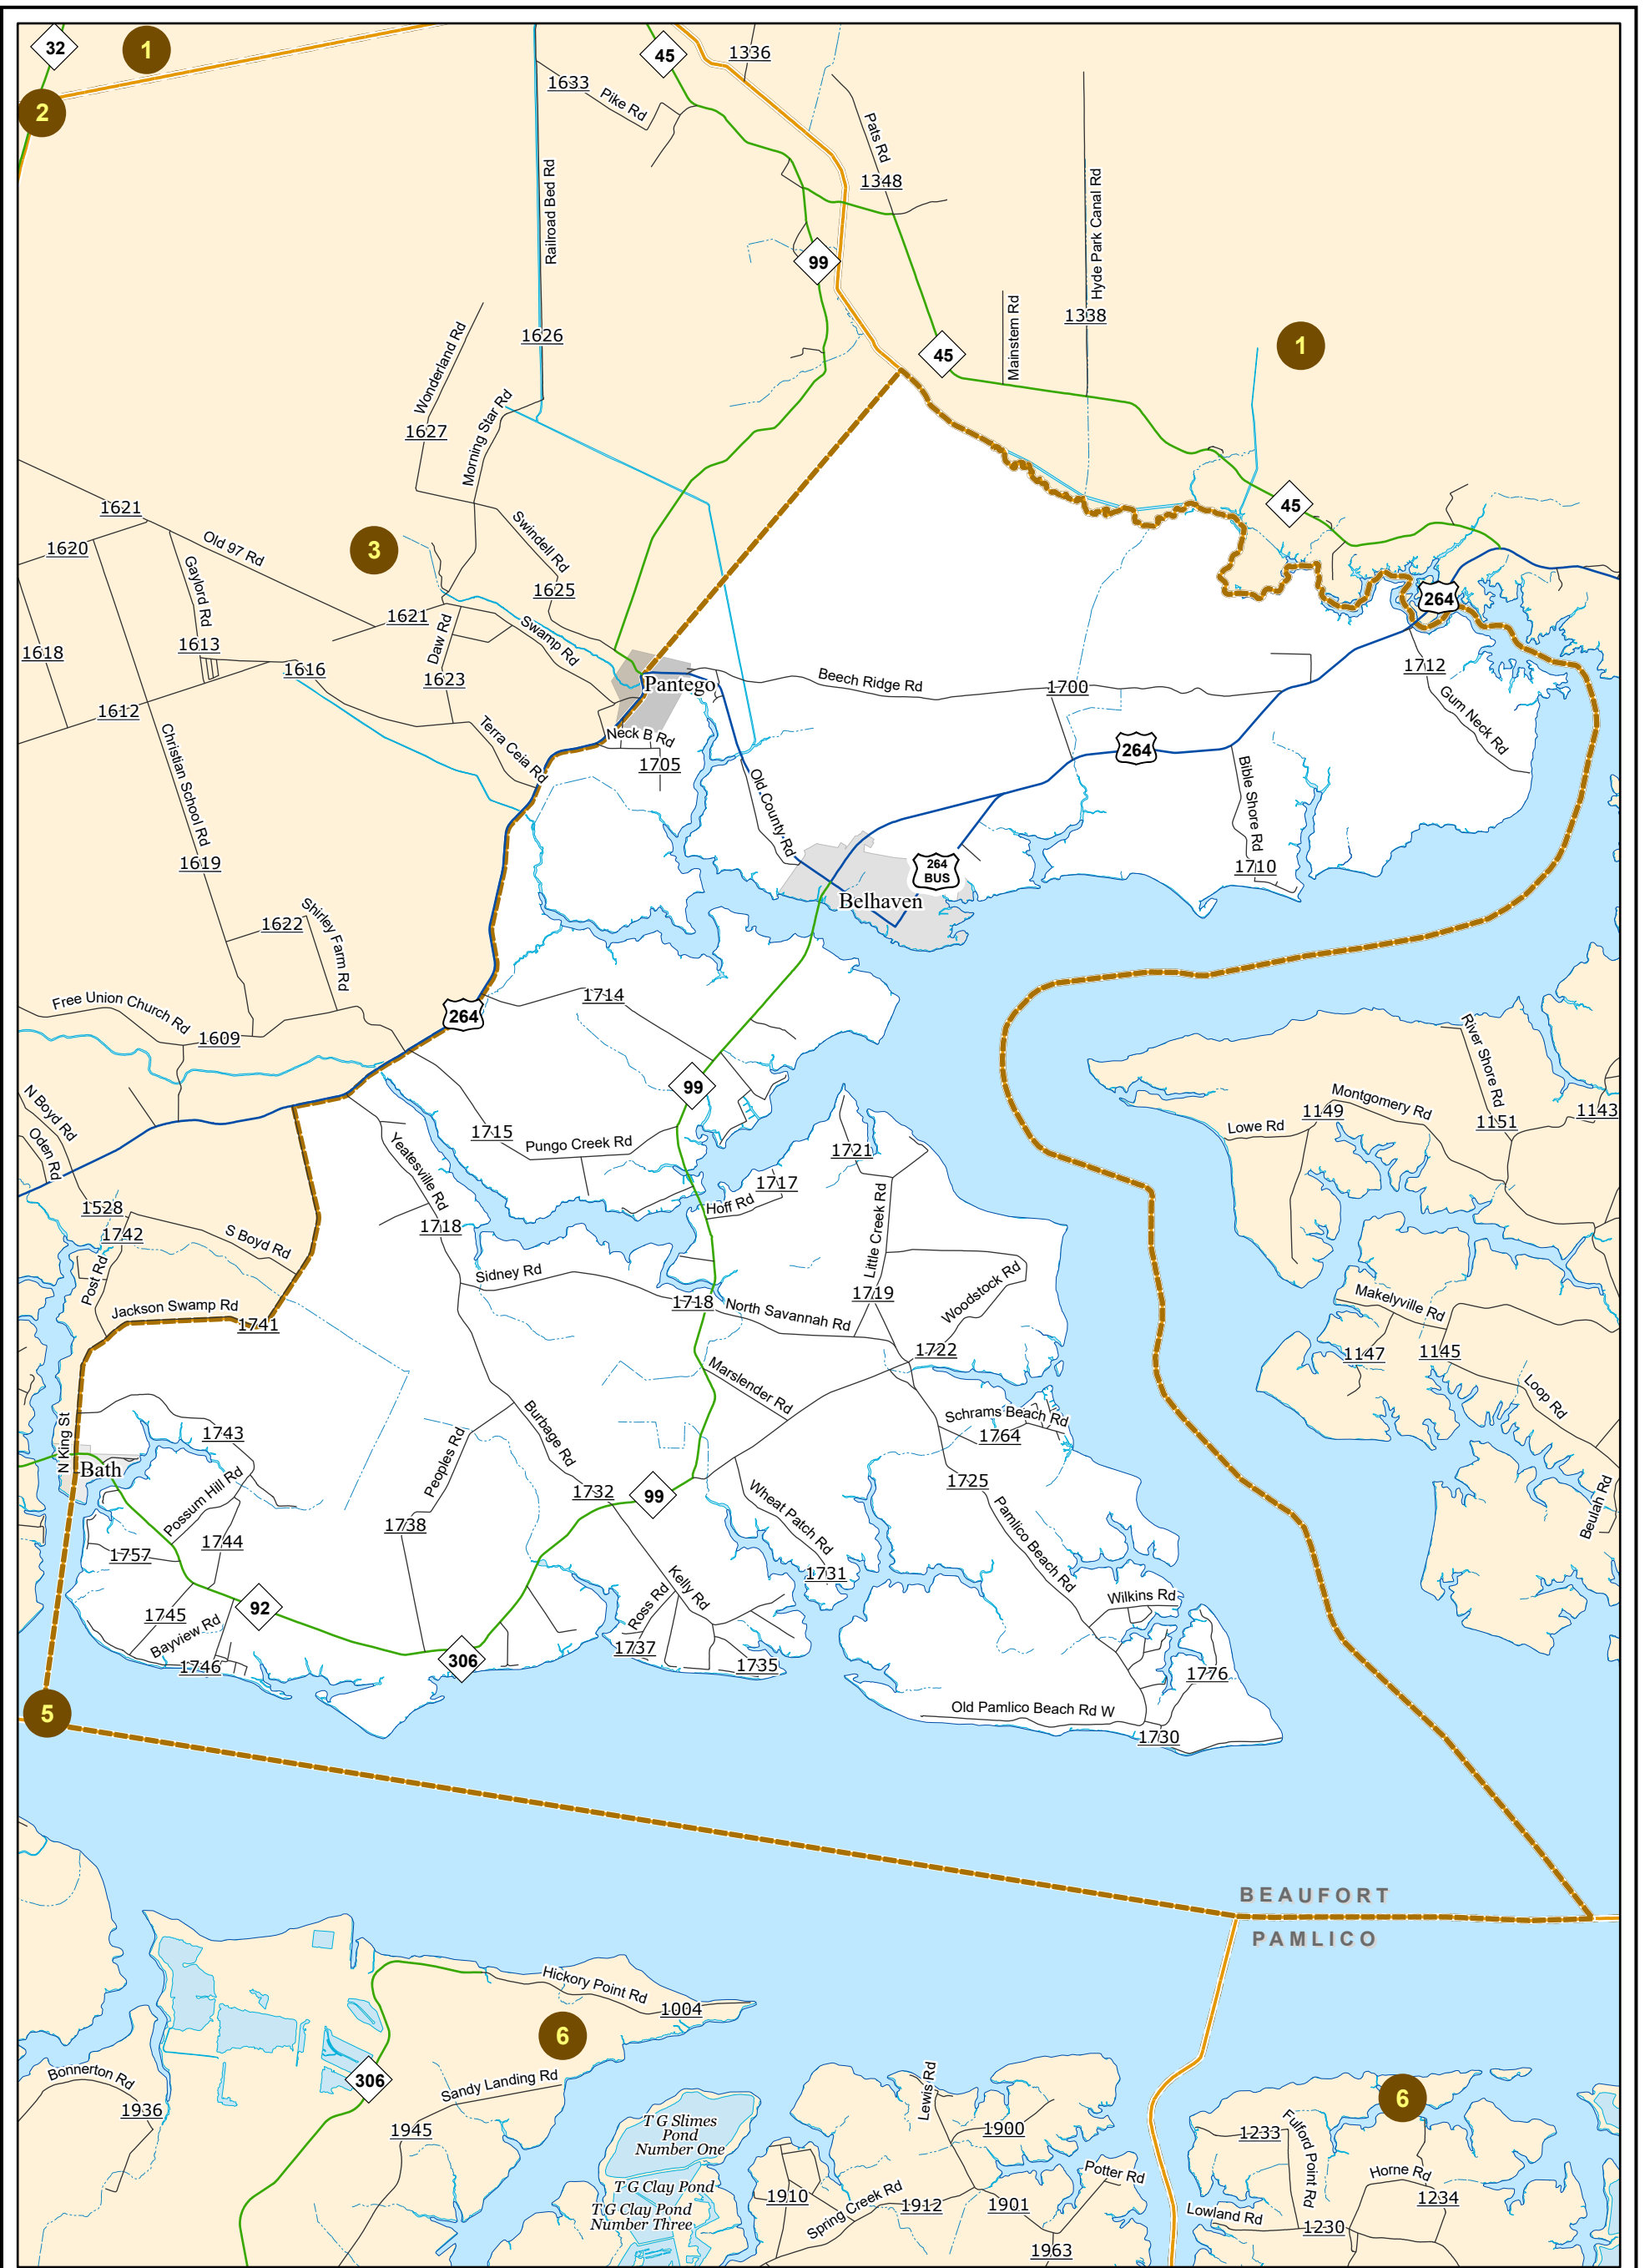 32
1
2
45
1336
1633
Pike Rd
Pats Rd
1348
Railroad Bed Rd
Hyde Park Canal Rd
99
1626
1338
Mainstem Rd
45
1
Wonderland Rd
1627
Morning Star Rd
1621
1620
Old 97 Rd
3
Swindell Rd
1625
45
Gaylord Rd
264
1621
1613
1618
Daw Rd
Swamp Rd
1616
1623
Pantego
Beech Ridge Rd
1700
1712
Gum Neck Rd
1612
Christian School Rd
Terra Ceia Rd
Neck B Rd
1705
264
Old County Rd
Bible Shore Rd
1619
264
BUS
1710
Belhaven
1622
Shirley Farm Rd
Free Union Church Rd
1609
264
1714
River Shore Rd
99
N Boyd Rd
Oden Rd
1149
Montgomery Rd
1143
1151
Lowe Rd
1715
Pungo Creek Rd
Yeatesville Rd
1721
1717
Hoff Rd
1528
1742
S Boyd Rd
1718
Little Creek Rd
Post Rd
Sidney Rd
Woodstock Rd
Jackson Swamp Rd
1741
1718
North Savannah Rd
1719
Makelyville Rd
1722
1147
1145
Marslender Rd
Loop Rd
N King St
1743
Burbage Rd
Schrams Beach Rd
1764
Bath
Possum Hill Rd
Peoples Rd
1732
99
Wheat Patch Rd
1725
Pamlico Beach Rd
Beulah Rd
1738
1744
1757
1731
Kelly Rd
Ross Rd
Wilkins Rd
92
1745
Bayview Rd
1746
306
1737
1735
1776
5
Old Pamlico Beach Rd W
1730
BEAUFORT
PAMLICO
Hickory Point Rd
1004
6
306
Bonnerton Rd
Sandy Landing Rd
1936
1945
T G Slimes
Pond
Number One
Lewis Rd
1900
6
1233
Fulford Point Rd
T G Clay Pond
T G Clay Pond
Number Three
1910
Spring Creek Rd
1912
1901
Potter Rd
1963
Horne Rd
1234
Lowland Rd
1230